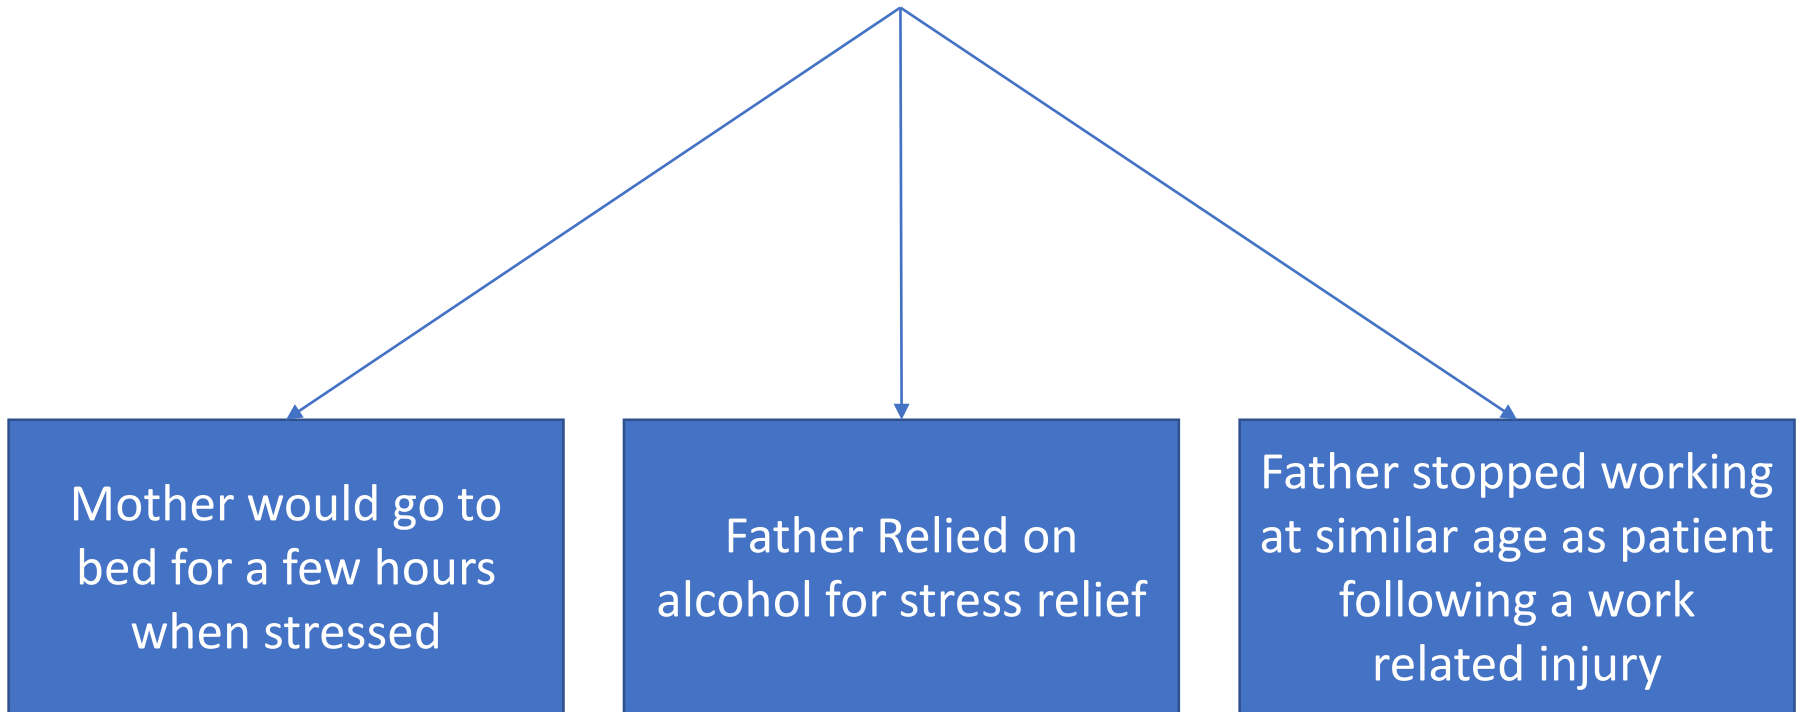 Mother would go to
bed for a few hours
when stressed
Father Relied on
alcohol for stress relief
Father stopped working
at similar age as patient
following a work
related injury